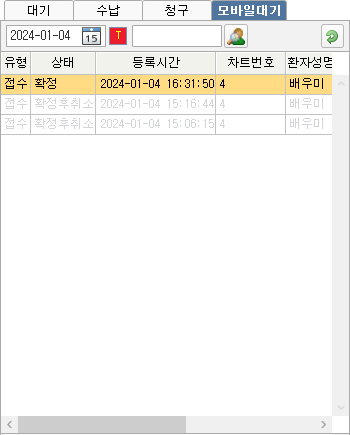 대기 수납 청구 모바일대기
2024-01-04 15 T
유형 상태 등록시간 차트번호 환자성명
접수 확정 2024-01-04 16:31:50 4 배우미
접수 확정후취소 2024-01-04 15:16:44 4 배우미
접수 확정후취소 2024-01-04 15:06:15 4 배우미